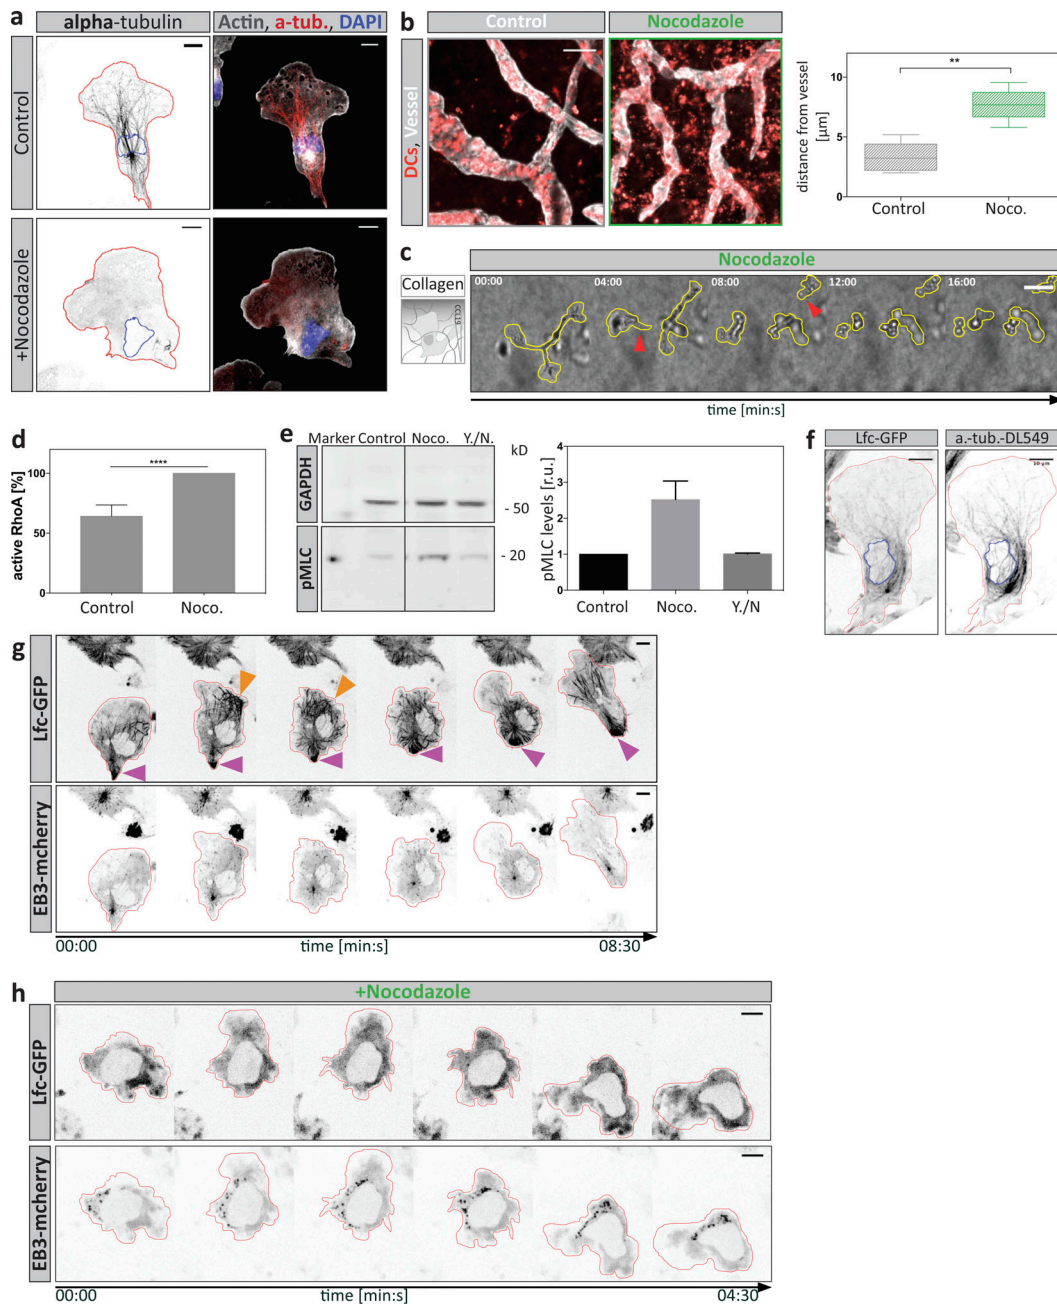 a
alpha-tubulin
Actin, a-tub., DAPI
Control
+Nocodazole
b
Control
Nocodazole
DCs, Vessel
distance from vessel
[µm]
10
5
0
**
Control
Noco.
c
Nocodazole
Collagen
CCL19
00:00
04:00
08:00
12:00
16:00
time [min:s]
d
active RhoA [%]
100
50
0
****
Control
Noco.
e
Marker
Control
Noco.
Y./N.
kD
GAPDH
- 50
pMLC
- 20
pMLC levels [r.u.]
4
3
2
1
0
Control
Noco.
Y./N
f
Lfc-GFP
a.-tub.-DL549
10 µm
g
Lfc-GFP
EB3-mcherry
00:00
time [min:s]
08:30
h
+Nocodazole
Lfc-GFP
EB3-mcherry
00:00
time [min:s]
04:30